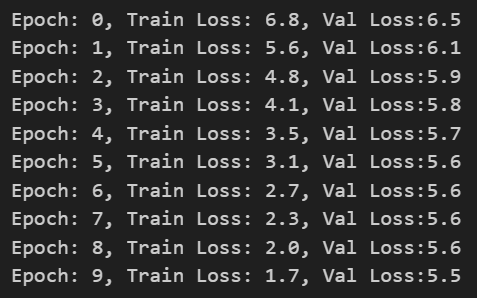 Epoch: 0, Train Loss: 6.8, Val Loss:6.5
Epoch: 1, Train Loss: 5.6, Val Loss:6.1
Epoch: 2, Train Loss: 4.8, Val Loss:5.9
Epoch: 3, Train Loss: 4.1, Val Loss:5.8
Epoch: 4, Train Loss: 3.5, Val Loss:5.7
Epoch: 5, Train Loss: 3.1, Val Loss:5.6
Epoch: 6, Train Loss: 2.7, Val Loss:5.6
Epoch: 7, Train Loss: 2.3, Val Loss:5.6
Epoch: 8, Train Loss: 2.0, Val Loss:5.6
Epoch: 9, Train Loss: 1.7, Val Loss:5.5